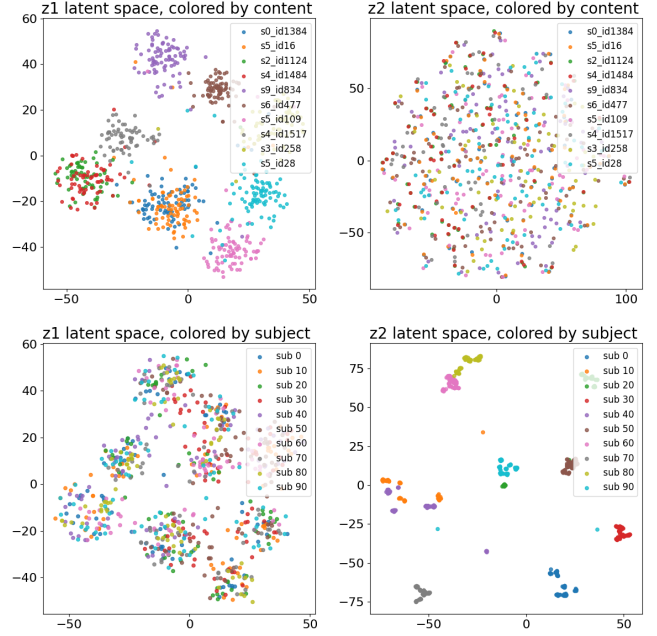 z1 latent space, colored by content
60
40
20
0
−20
−40
−50
0
50
s0_id1384
s5_id16
s2_id1124
s4_id1484
s9_id834
s6_id477
s5_id109
s4_id1517
s3_id258
s5_id28
z2 latent space, colored by content
50
0
−50
0
100
s0_id1384
s5_id16
s2_id1124
s4_id1484
s9_id834
s6_id477
s5_id109
s4_id1517
s3_id258
s5_id28
z1 latent space, colored by subject
60
40
20
0
−20
−40
−50
0
50
sub 0
sub 10
sub 20
sub 30
sub 40
sub 50
sub 60
sub 70
sub 80
sub 90
z2 latent space, colored by subject
75
50
25
0
−25
−50
−75
−50
0
50
sub 0
sub 10
sub 20
sub 30
sub 40
sub 50
sub 60
sub 70
sub 80
sub 90